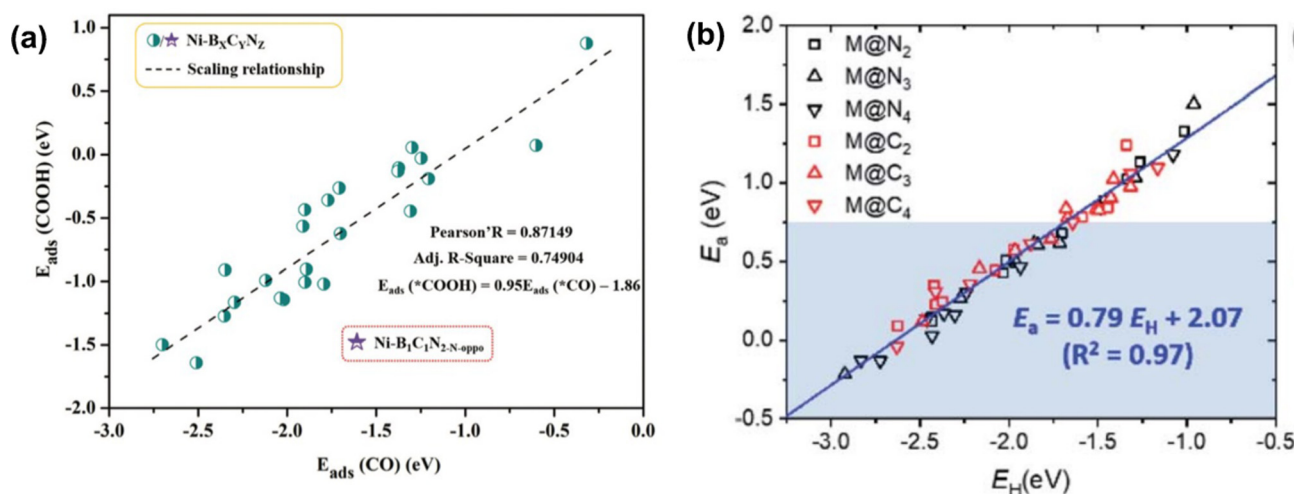 (a)
Ni-BXCYNZ
Scaling relationship
Pearson'R = 0.87149
Adj. R-Square = 0.74904
Eads (*COOH) = 0.95Eads (*CO) – 1.86
Ni-B1C1N2-N-oppo
Eads (COOH) (eV)
1.0
0.5
0.0
-0.5
-1.0
-1.5
-2.0
-3.0 -2.5 -2.0 -1.5 -1.0 -0.5 0.0
Eads (CO) (eV)
(b)
M@N2
M@N3
M@N4
M@C2
M@C3
M@C4
Ea = 0.79 EH + 2.07
(R2 = 0.97)
Ea (eV)
2.0
1.5
1.0
0.5
0.0
-0.5
-3.0 -2.5 -2.0 -1.5 -1.0 -0.5
EH(eV)